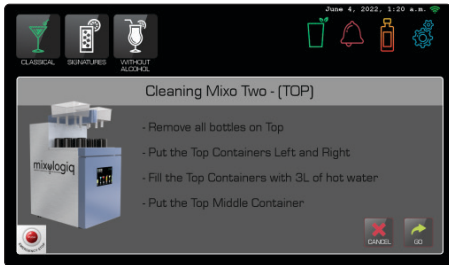 June 4, 2022, 1:20 a.m.
CLASSICAL
SIGNATURES
WITHOUT
ALCOHOL
Cleaning Mixo Two - (TOP)
- Remove all bottles on Top
- Put the Top Containers Left and Right
- Fill the Top Containers with 3L of hot water
- Put the Top Middle Container
mixologiq
EMERGENCY STOP
CANCEL
GO